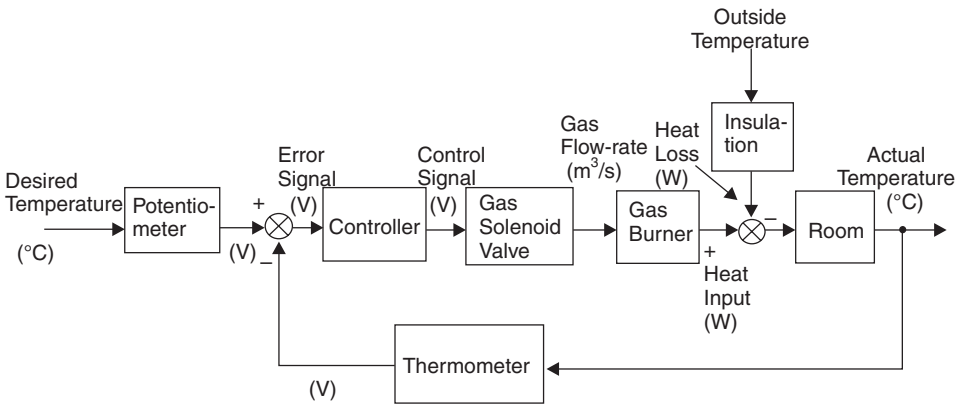 Outside
Temperature
Insula-
tion
Gas
Flow-rate
(m³/s)
Heat
Loss
(W)
Actual
Temperature
(°C)
Desired
Temperature
(°C)
Potentio-
meter
(V)
+
−
Error
Signal
(V)
Controller
Control
Signal
(V)
Gas
Solenoid
Valve
Gas
Burner
+
−
Heat
Input
(W)
Room
Thermometer
(V)